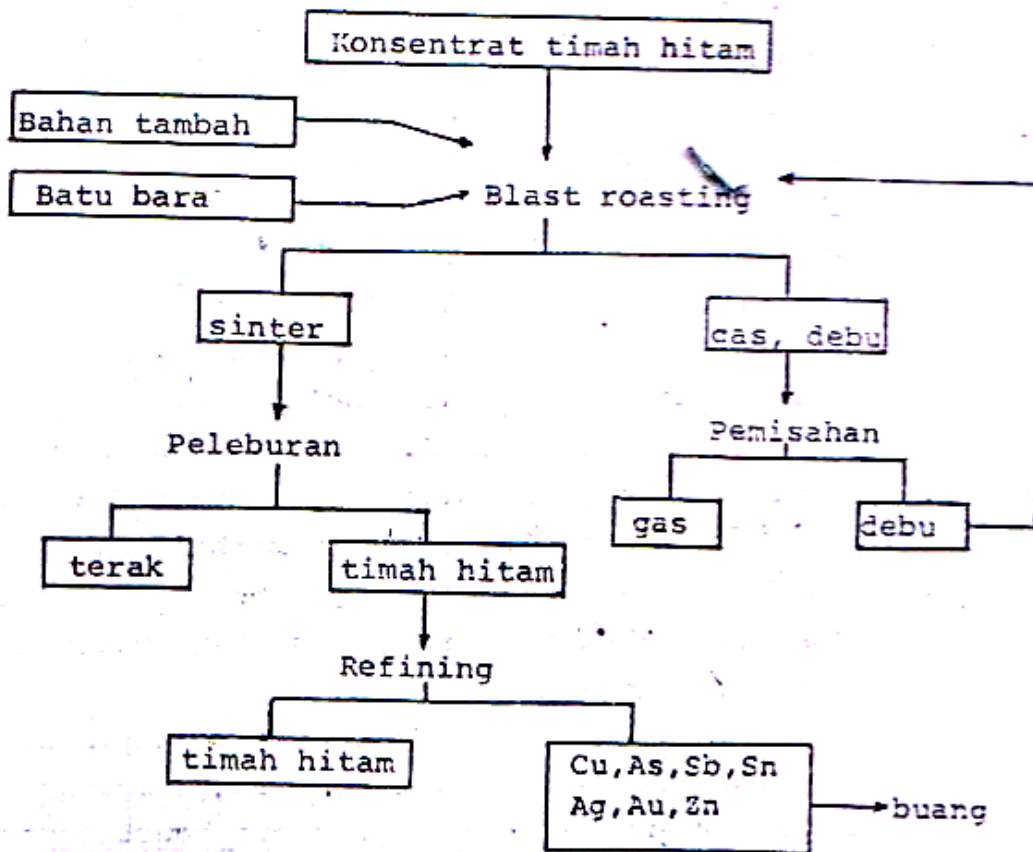 Konsentrat timah hitam
Bahan tambah
Batu bara
Blast roasting
sinter
cas, debu
Peleburan
Pemisahan
gas
debu
terak
timah hitam
Refining
timah hitam
Cu,As,Sb,Sn
Ag,Au,Zn
buang